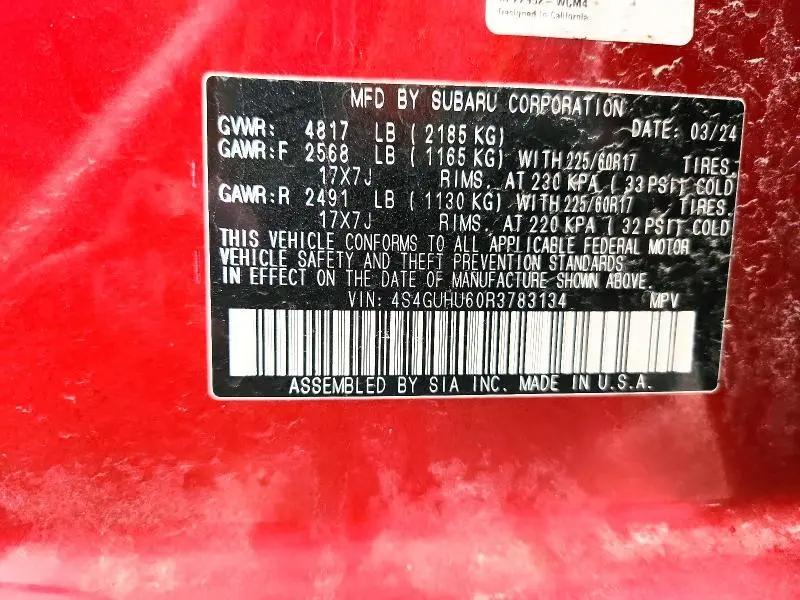 Designed in California
MFD BY SUBARU CORPORATION
GVWR: 4817 LB (2185 KG) DATE: 03/24
GAWR:F 2568 LB (1165 KG) WITH 225/60R17 TIRES.
17X7J RIMS. AT 230 KPA (33 PSI) COLD
GAWR:R 2491 LB (1130 KG) WITH 225/60R17 TIRES.
17X7J RIMS. AT 220 KPA (32 PSI) COLD
THIS VEHICLE CONFORMS TO ALL APPLICABLE FEDERAL MOTOR
VEHICLE SAFETY AND THEFT PREVENTION STANDARDS
IN EFFECT ON THE DATE OF MANUFACTURE SHOWN ABOVE.
VIN: 4S4GUHU60R3783134 MPV
ASSEMBLED BY SIA INC. MADE IN U.S.A.